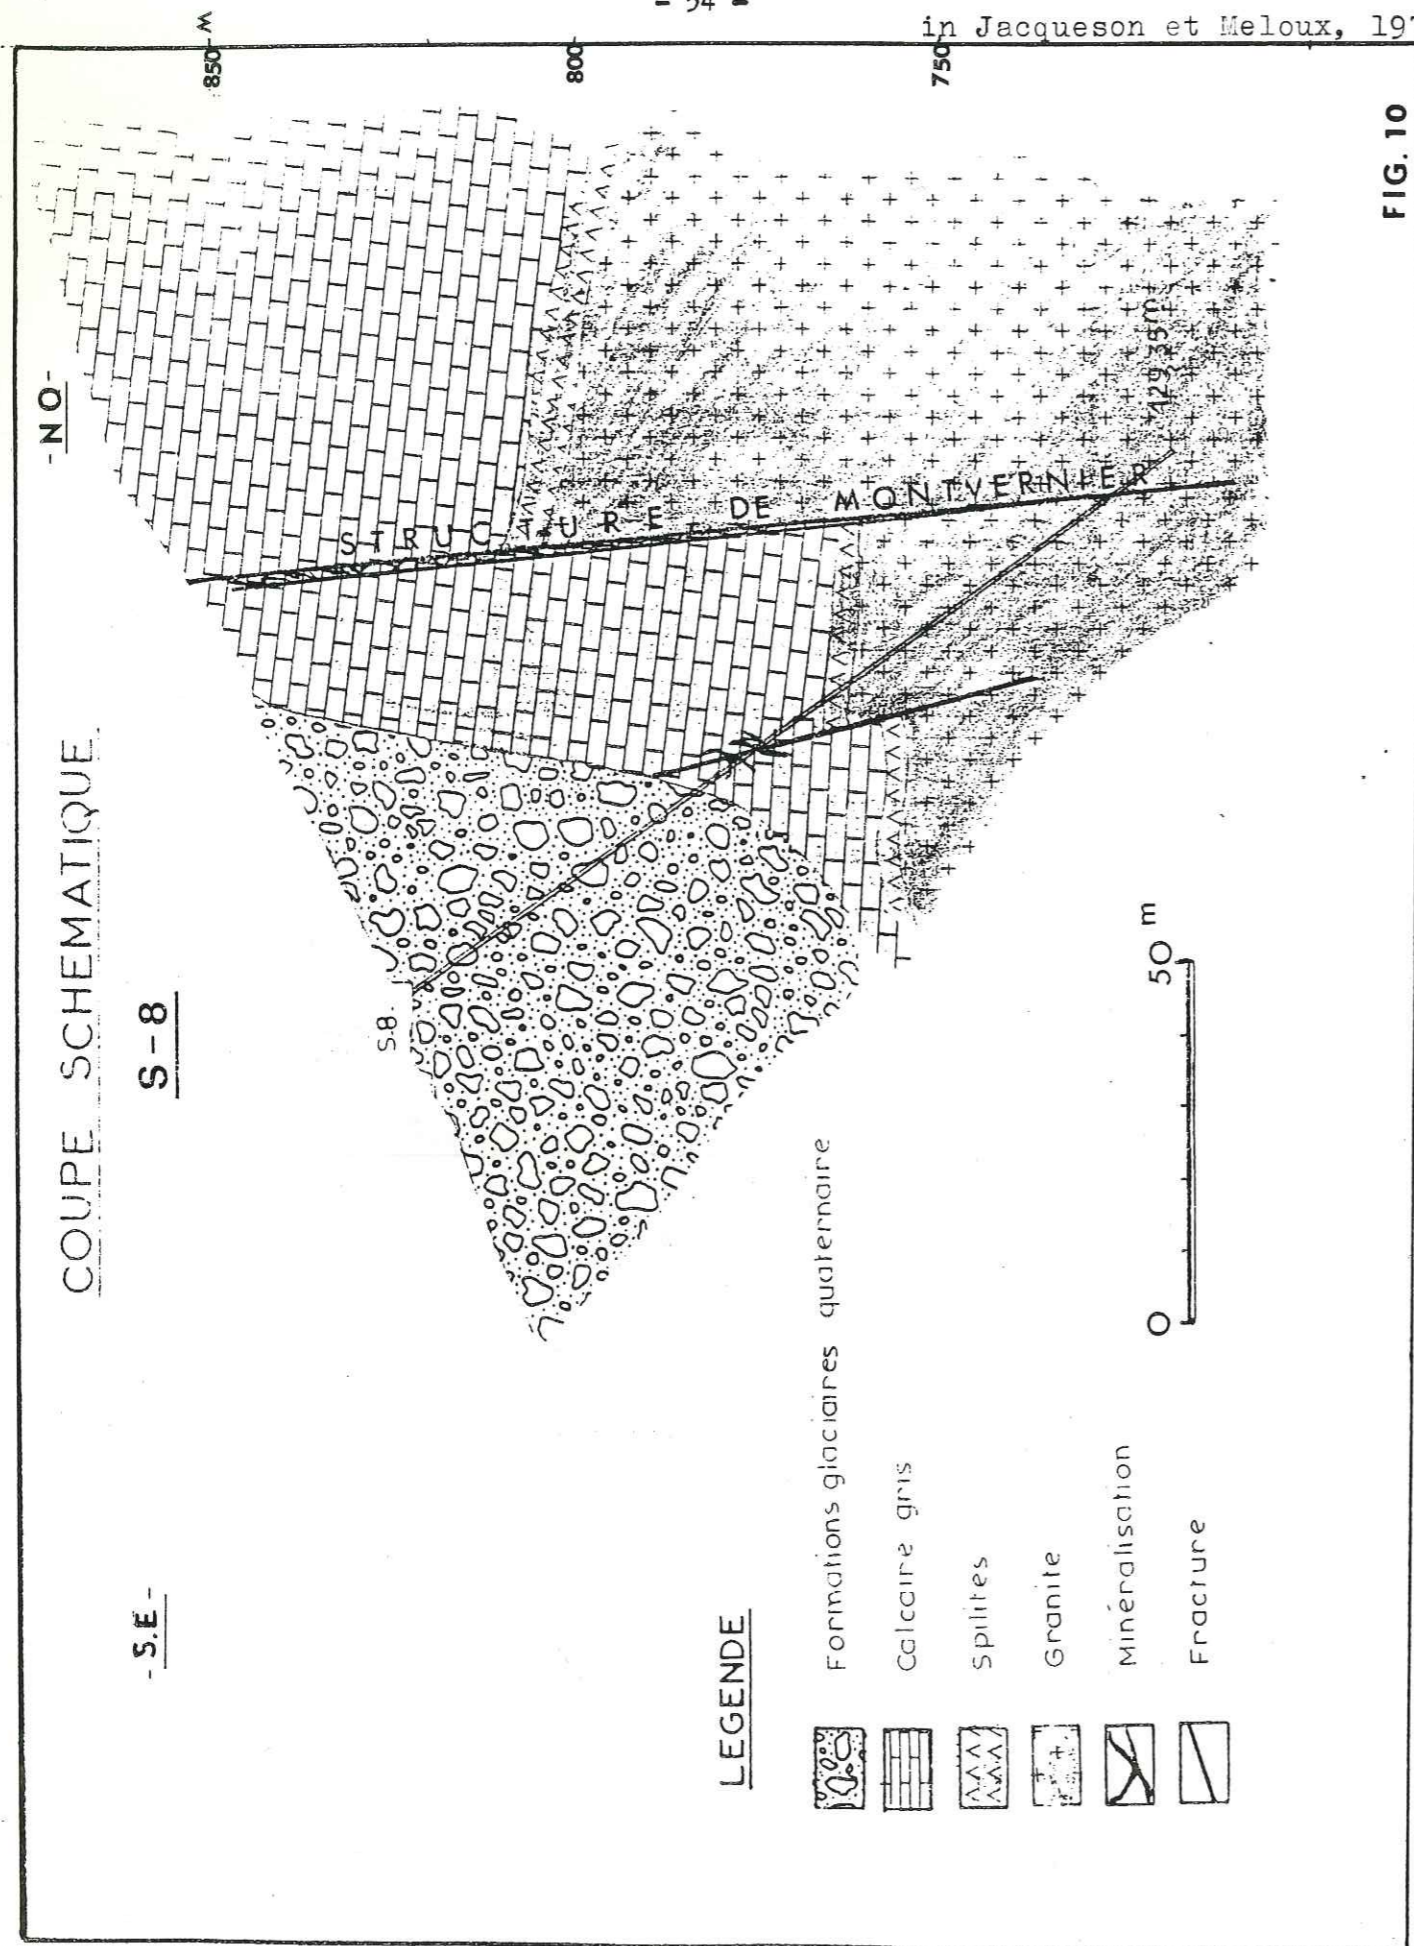 - 54 -
in Jacqueson et Meloux, 197
COUPE SCHEMATIQUE
S-8
- S.E -
- NO -
850 M
800
750
S-8
STRUCTURE DE MONTVERNIER
129.35m
0 50 m
LEGENDE
Formations glaciaires quaternaire
Calcaire gris
Spilites
Granite
Minéralisation
Fracture
FIG. 10